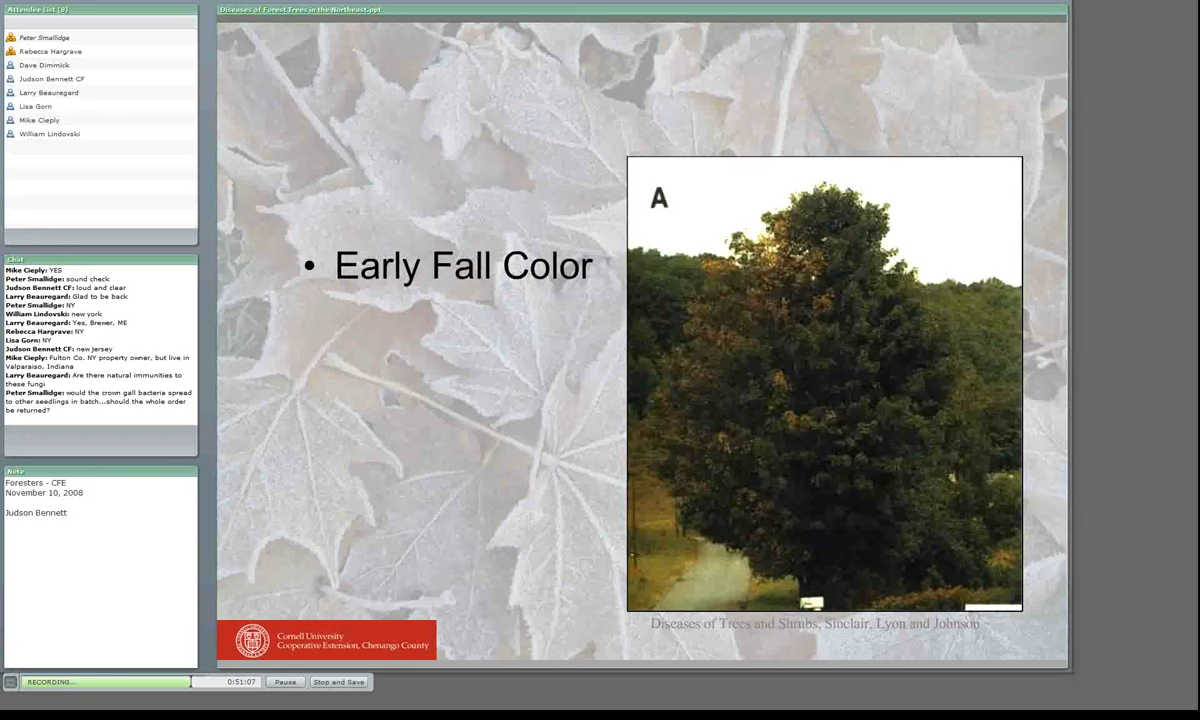 Attendee List (8)
Peter Smallidge
Rebecca Hargrave
Dave Dimmick
Judson Bennett CF
Larry Beauregard
Lisa Gorn
Mike Cieply
William Lindovski
Chat
Mike Cieply: YES
Peter Smallidge: sound check
Judson Bennett CF: loud and clear
Larry Beauregard: Glad to be back
Peter Smallidge: NY
William Lindovski: new york
Larry Beauregard: Yes, Brewer, ME
Rebecca Hargrave: NY
Lisa Gorn: NY
Judson Bennett CF: new jersey
Mike Cieply: Fulton Co. NY property owner, but live in
Valparaiso, Indiana
Larry Beauregard: Are there natural immunities to
these fungi
Peter Smallidge: would the crown gall bacteria spread
to other seedlings in batch...should the whole order
be returned?
Note
Foresters - CFE
November 10, 2008
Judson Bennett
RECORDING...
0:51:07
Pause
Stop and Save
Diseases of Forest Trees in the Northeast.ppt
• Early Fall Color
A
Diseases of Trees and Shrubs, Sinclair, Lyon and Johnson
Cornell University
Cooperative Extension, Chenango County